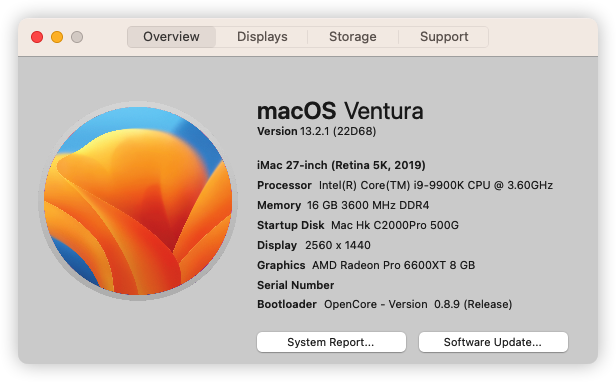 Overview Displays Storage Support
macOS Ventura
Version 13.2.1 (22D68)
iMac 27-inch (Retina 5K, 2019)
Processor Intel(R) Core(TM) i9-9900K CPU @ 3.60GHz
Memory 16 GB 3600 MHz DDR4
Startup Disk Mac Hk C2000Pro 500G
Display 2560 x 1440
Graphics AMD Radeon Pro 6600XT 8 GB
Serial Number
Bootloader OpenCore - Version 0.8.9 (Release)
System Report... Software Update...